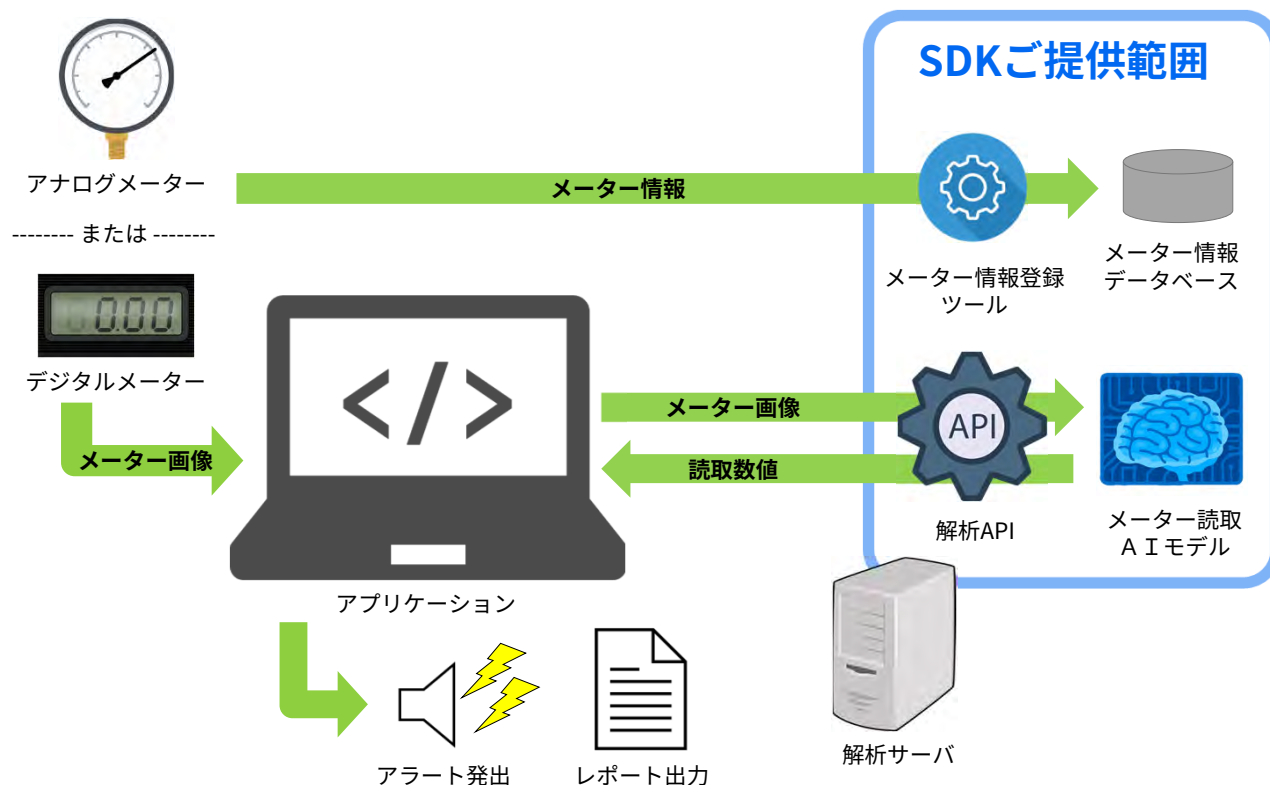 SDKご提供範囲
アナログメーター
メーター情報
-------- または --------
メーター情報登録
ツール
メーター情報
データベース
0.00
デジタルメーター
</>
メーター画像
メーター画像
API
読取数値
解析API
メーター読取
ＡＩモデル
アプリケーション
アラート発出
レポート出力
解析サーバ